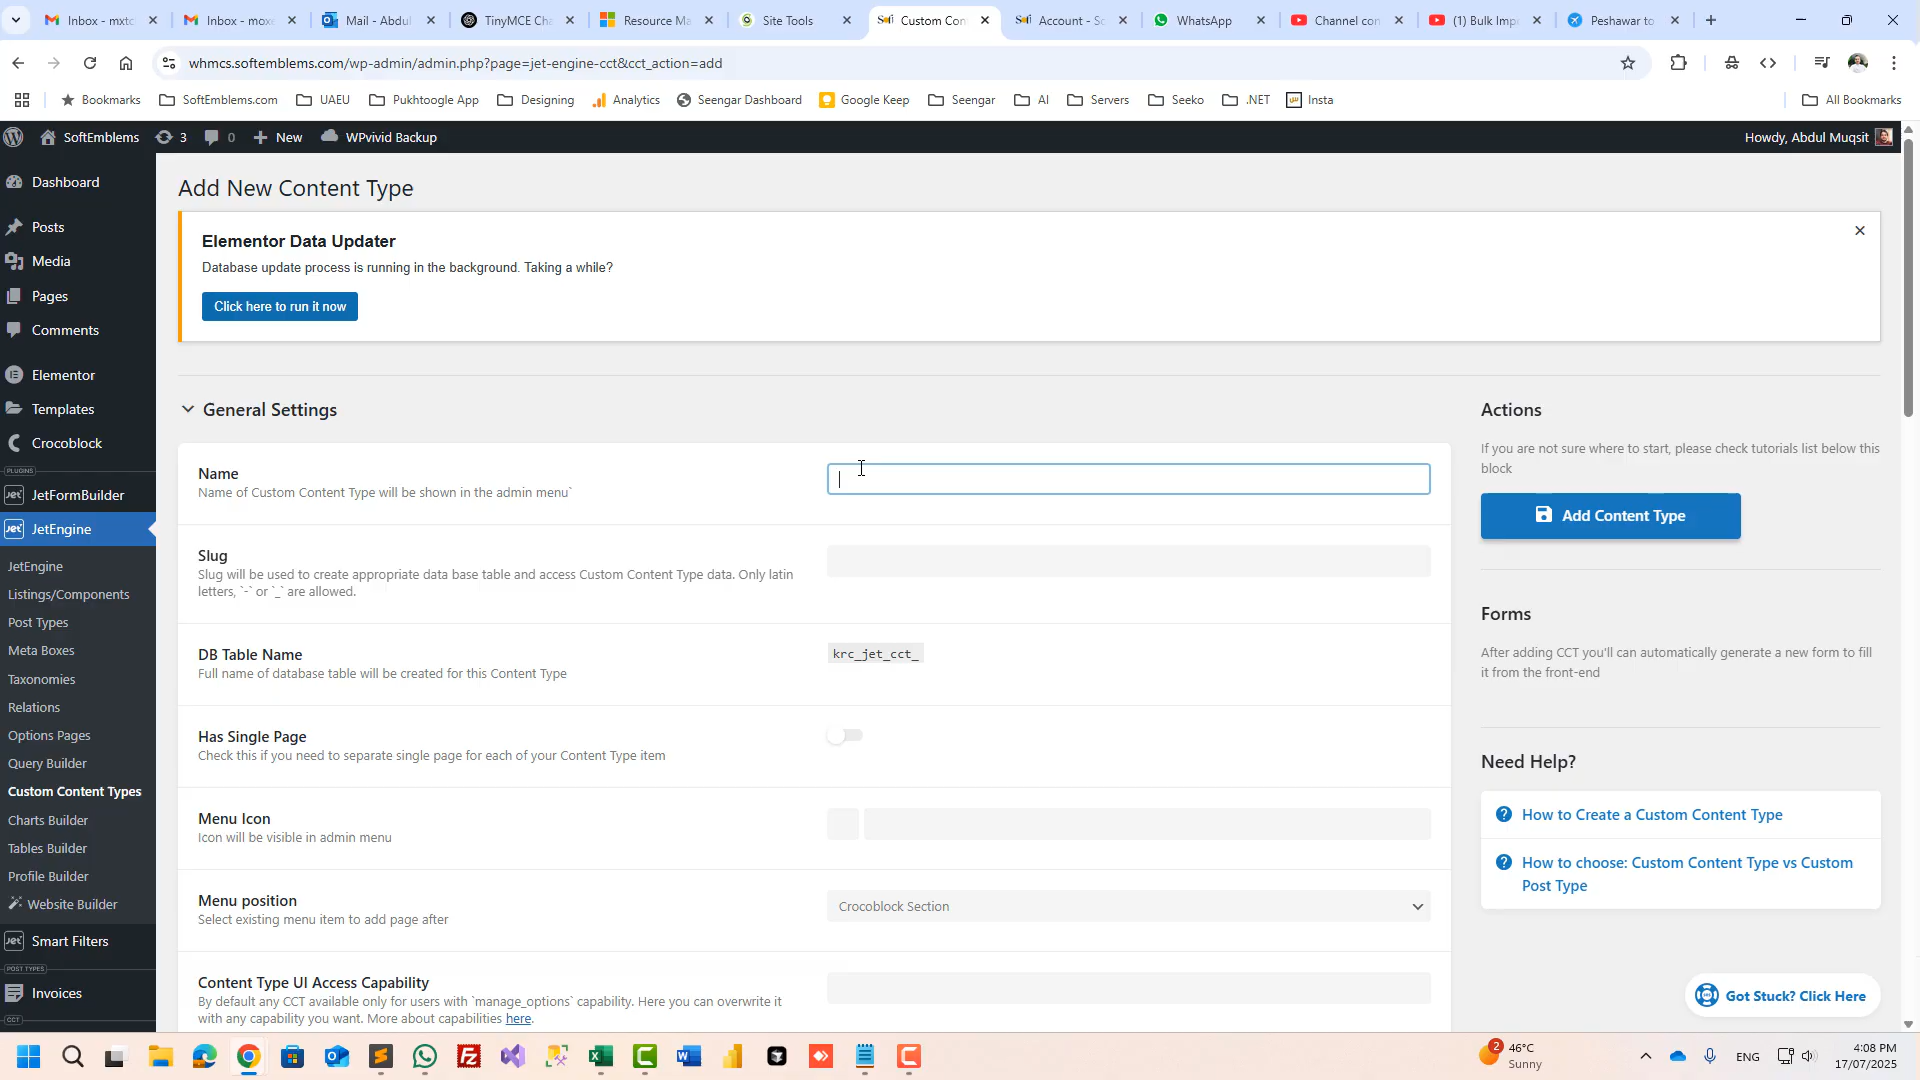 Inbox - mxtc
Inbox - moxe
Mail - Abdul
TinyMCE Cha
Resource Ma
Site Tools
Custom Con
Account - So
WhatsApp
Channel con
(1) Bulk Imp
Peshawar to
whmcs.softemblems.com/wp-admin/admin.php?page=jet-engine-cct&cct_action=add
Bookmarks
SoftEmblems.com
UAEU
Pukhtoogle App
Designing
Analytics
Seengar Dashboard
Google Keep
Seengar
AI
Servers
Seeko
.NET
Insta
All Bookmarks
SoftEmblems
3
0
New
WPvivid Backup
Howdy, Abdul Muqsit
Dashboard
Posts
Media
Pages
Comments
Elementor
Templates
Crocoblock
PLUGINS
JetFormBuilder
JetEngine
JetEngine
Listings/Components
Post Types
Meta Boxes
Taxonomies
Relations
Options Pages
Query Builder
Custom Content Types
Charts Builder
Tables Builder
Profile Builder
Website Builder
Smart Filters
POST TYPES
Invoices
CCT
Add New Content Type
Elementor Data Updater
Database update process is running in the background. Taking a while?
Click here to run it now
General Settings
Name
Name of Custom Content Type will be shown in the admin menu`
Slug
Slug will be used to create appropriate data base table and access Custom Content Type data. Only latin
letters, `-` or `_` are allowed.
DB Table Name
Full name of database table will be created for this Content Type
krc_jet_cct_
Has Single Page
Check this if you need to separate single page for each of your Content Type item
Menu Icon
Icon will be visible in admin menu
Menu position
Select existing menu item to add page after
Crocoblock Section
Content Type UI Access Capability
By default any CCT available only for users with `manage_options` capability. Here you can overwrite it
with any capability you want. More about capabilities here.
Actions
If you are not sure where to start, please check tutorials list below this
block
Add Content Type
Forms
After adding CCT you'll can automatically generate a new form to fill
it from the front-end
Need Help?
How to Create a Custom Content Type
How to choose: Custom Content Type vs Custom
Post Type
Got Stuck? Click Here
2
46°C
Sunny
ENG
4:08 PM
17/07/2025